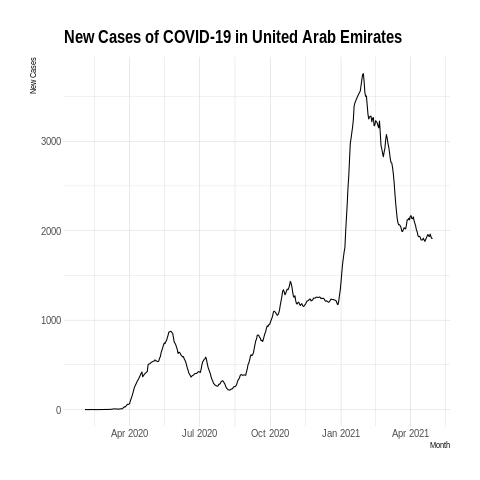 New Cases of COVID-19 in United Arab Emirates
New Cases
3000
2000
1000
0
Apr 2020 Jul 2020 Oct 2020 Jan 2021 Apr 2021
Month